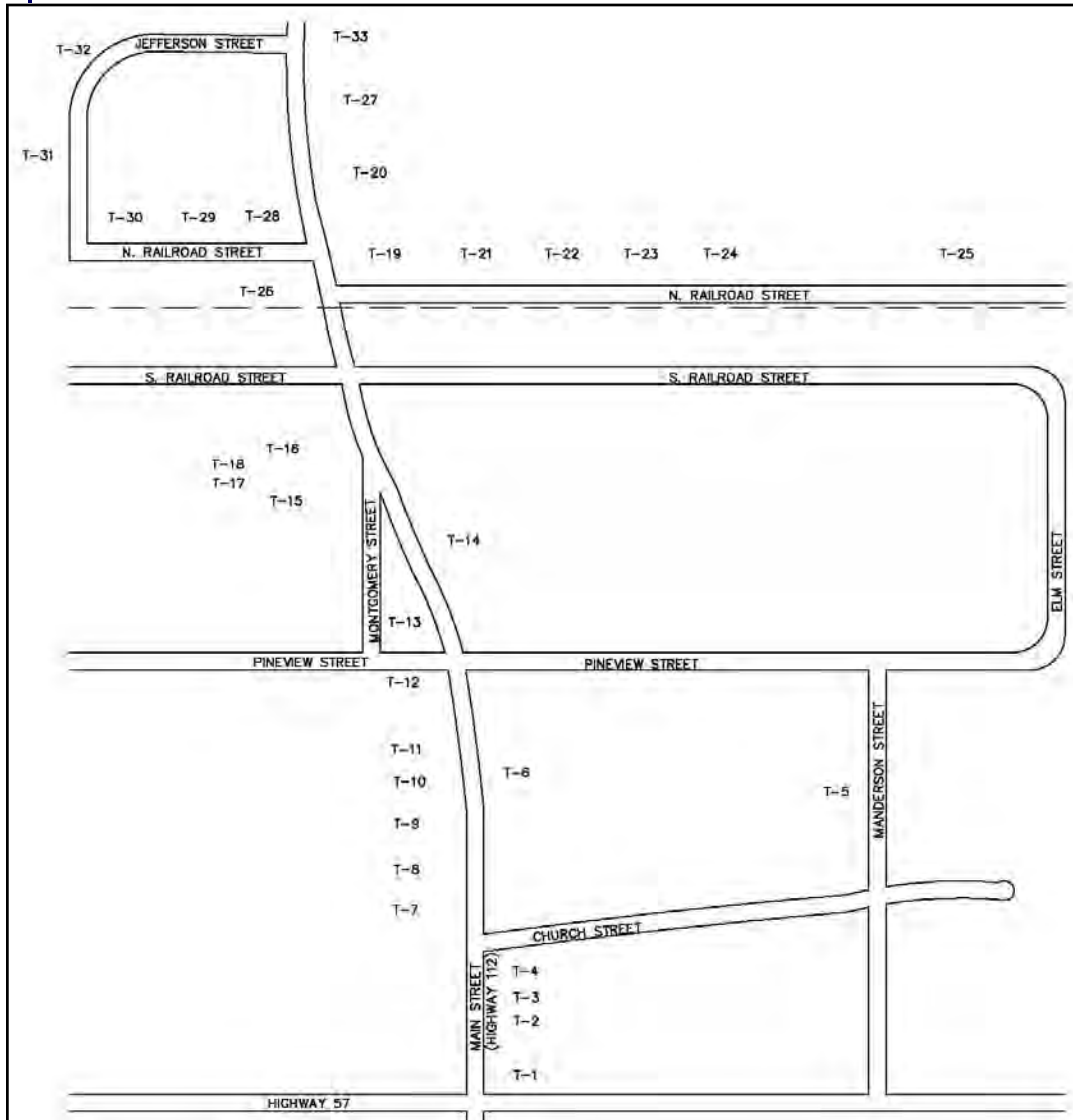 T-33
JEFFERSON STREET
T-32
T-27
T-31
T-20
T-30 T-29 T-28
N. RAILROAD STREET
T-19 T-21 T-22 T-23 T-24 T-25
T-26
N. RAILROAD STREET
S. RAILROAD STREET
S. RAILROAD STREET
T-16
T-18
T-17
T-15
MONTGOMERY STREET
T-14
ELM STREET
T-13
PINEVIEW STREET
PINEVIEW STREET
T-12
T-11
T-10
T-6
T-5
MANDERSON STREET
T-9
T-8
T-7
CHURCH STREET
MAIN STREET
(HIGHWAY 112)
T-4
T-3
T-2
T-1
HIGHWAY 57